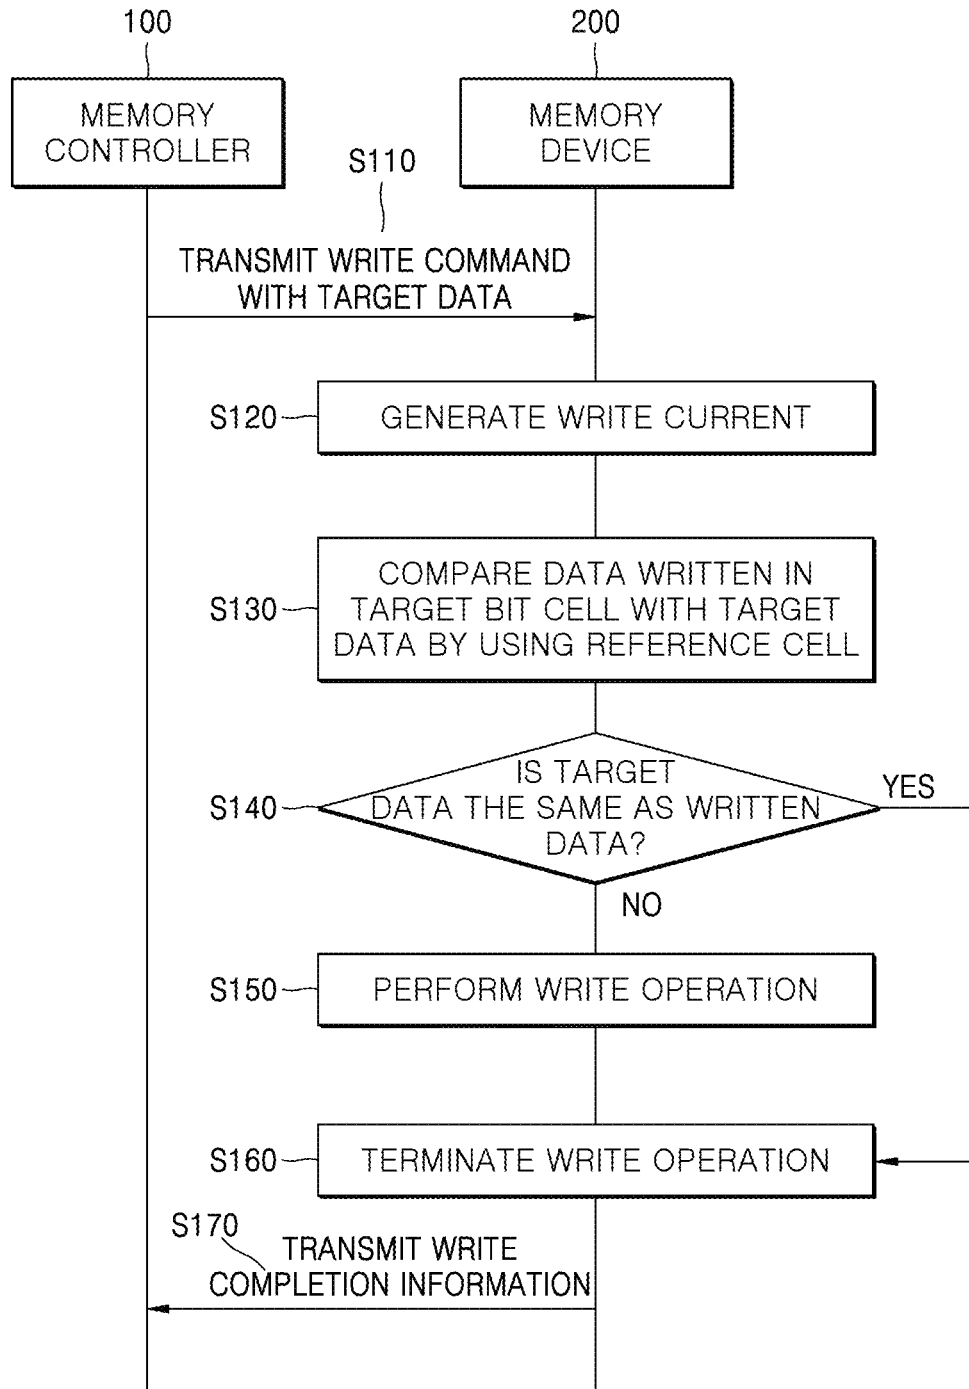 100
200
MEMORY
CONTROLLER
MEMORY
DEVICE
S110
TRANSMIT WRITE COMMAND
WITH TARGET DATA
S120
GENERATE WRITE CURRENT
S130
COMPARE DATA WRITTEN IN
TARGET BIT CELL WITH TARGET
DATA BY USING REFERENCE CELL
S140
IS TARGET
DATA THE SAME AS WRITTEN
DATA?
YES
NO
S150
PERFORM WRITE OPERATION
S160
TERMINATE WRITE OPERATION
S170
TRANSMIT WRITE
COMPLETION INFORMATION